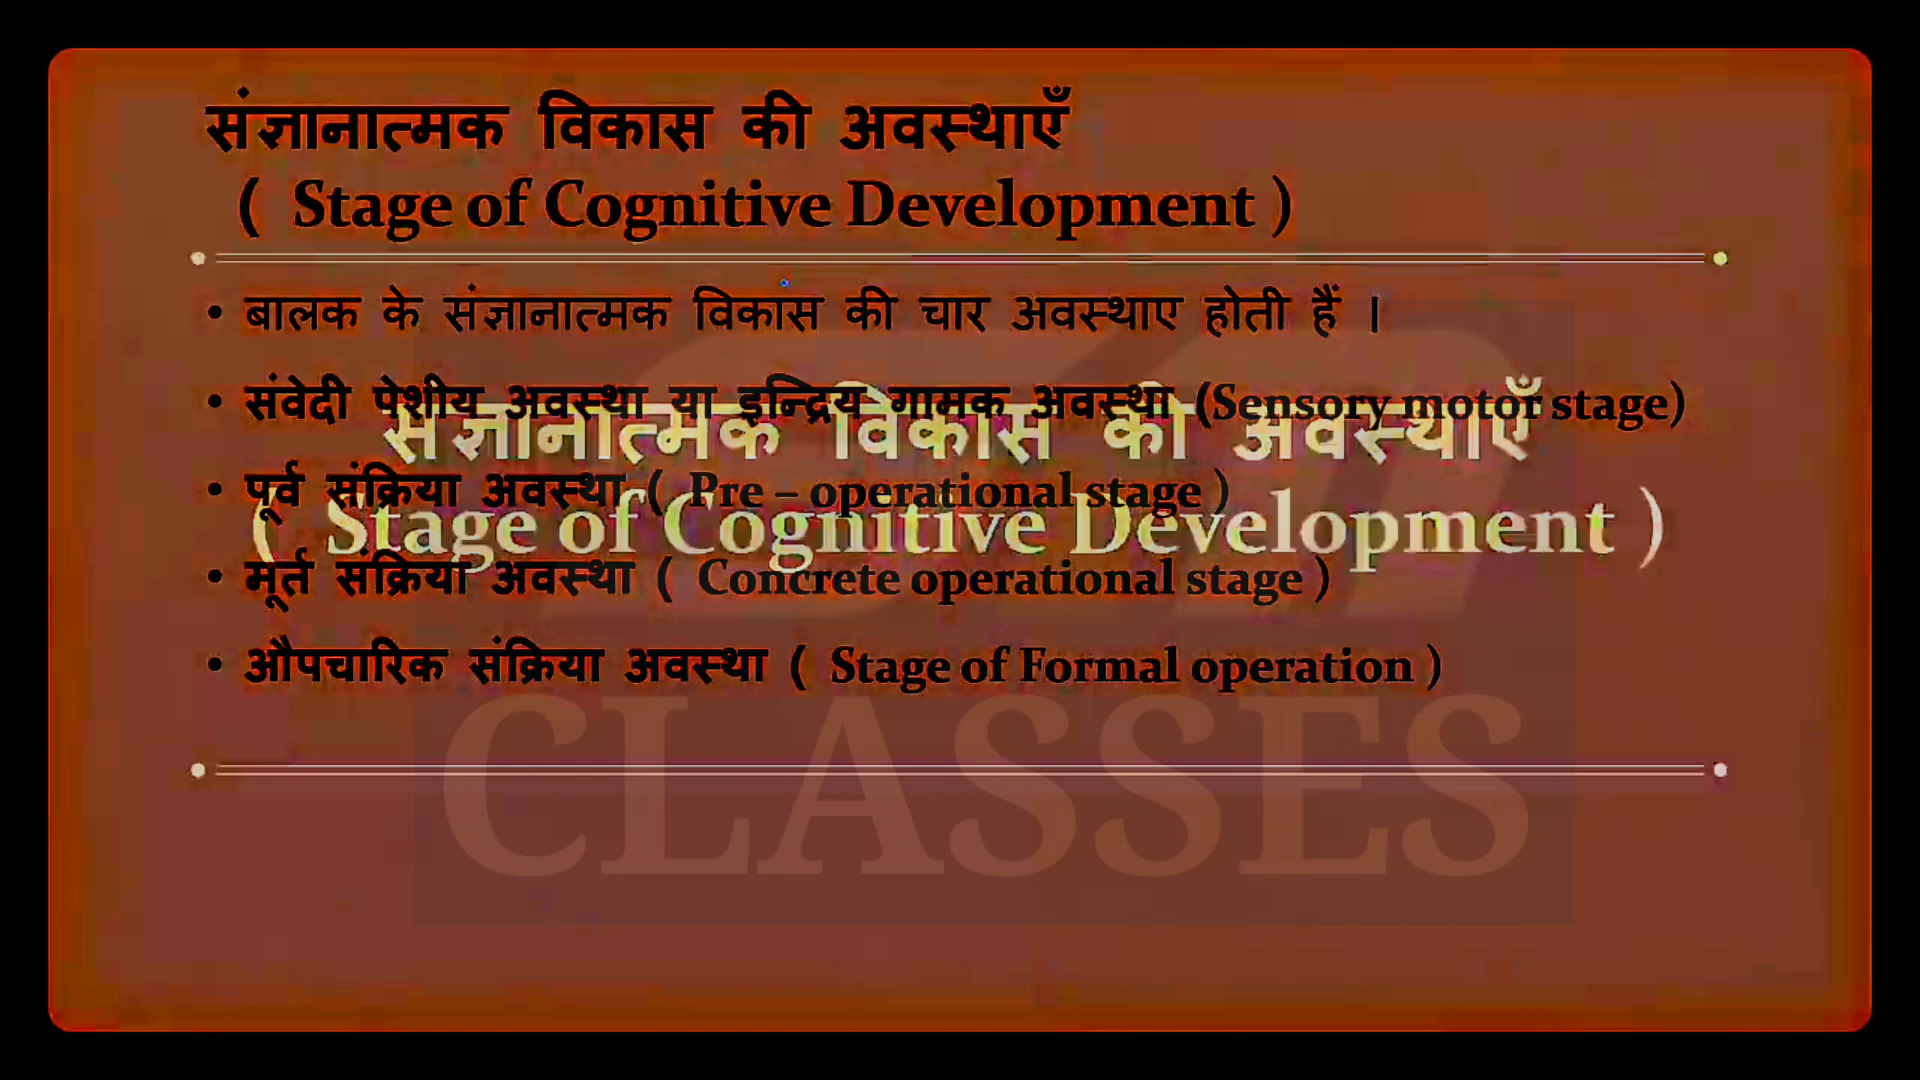 संज्ञानात्मक विकास की अवस्थाएँ
( Stage of Cognitive Development )
• बालक के संज्ञानात्मक विकास की चार अवस्थाए होती हैं ।
• संवेदी पेशीय अवस्था या इन्द्रिय गामक अवस्था (Sensory motor stage)
संज्ञानात्मक विकास की अवस्थाएँ
• पूर्व संक्रिया अवस्था ( Pre – operational stage )
( Stage of Cognitive Development )
• मूर्त संक्रिया अवस्था ( Concrete operational stage )
• औपचारिक संक्रिया अवस्था ( Stage of Formal operation )
CLASSES